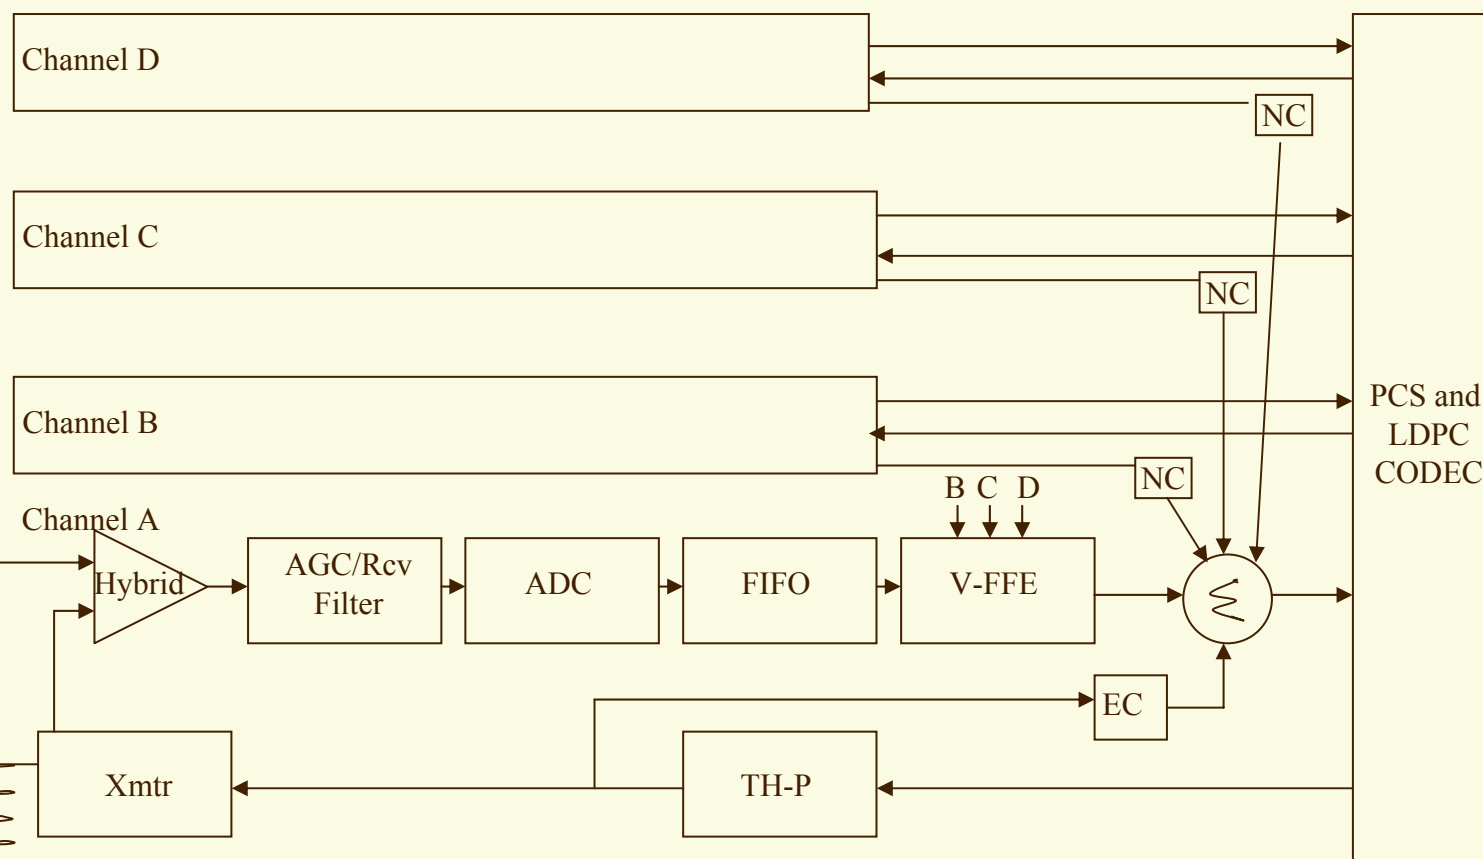 Channel D
NC
Channel C
NC
Channel B
NC
PCS and
LDPC
CODEC
B C D
Channel A
Hybrid
AGC/Rcv
Filter
ADC
FIFO
V-FFE
EC
Xmtr
TH-P